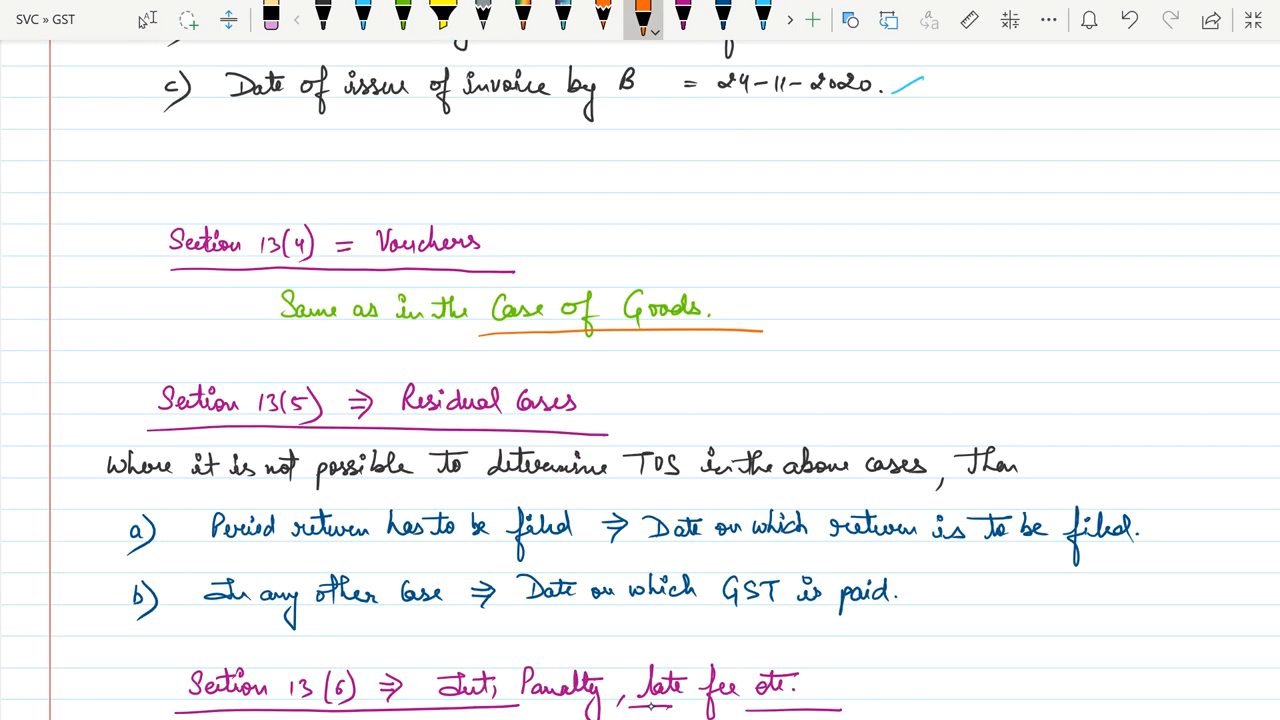 SVC » GST
c) Date of issue of invoice by B = 24-11-2020.
Section 13(4) = Vouchers
Same as in the Case of Goods.
Section 13(5) ⇒ Residual Cases
Where it is not possible to determine TOS in the above cases, Then
a) Period return has to be filed ⇒ Date on which return is to be filed.
b) In any other Case ⇒ Date on which GST is paid.
Section 13(6) ⇒ Int, Penalty, late fee etc.